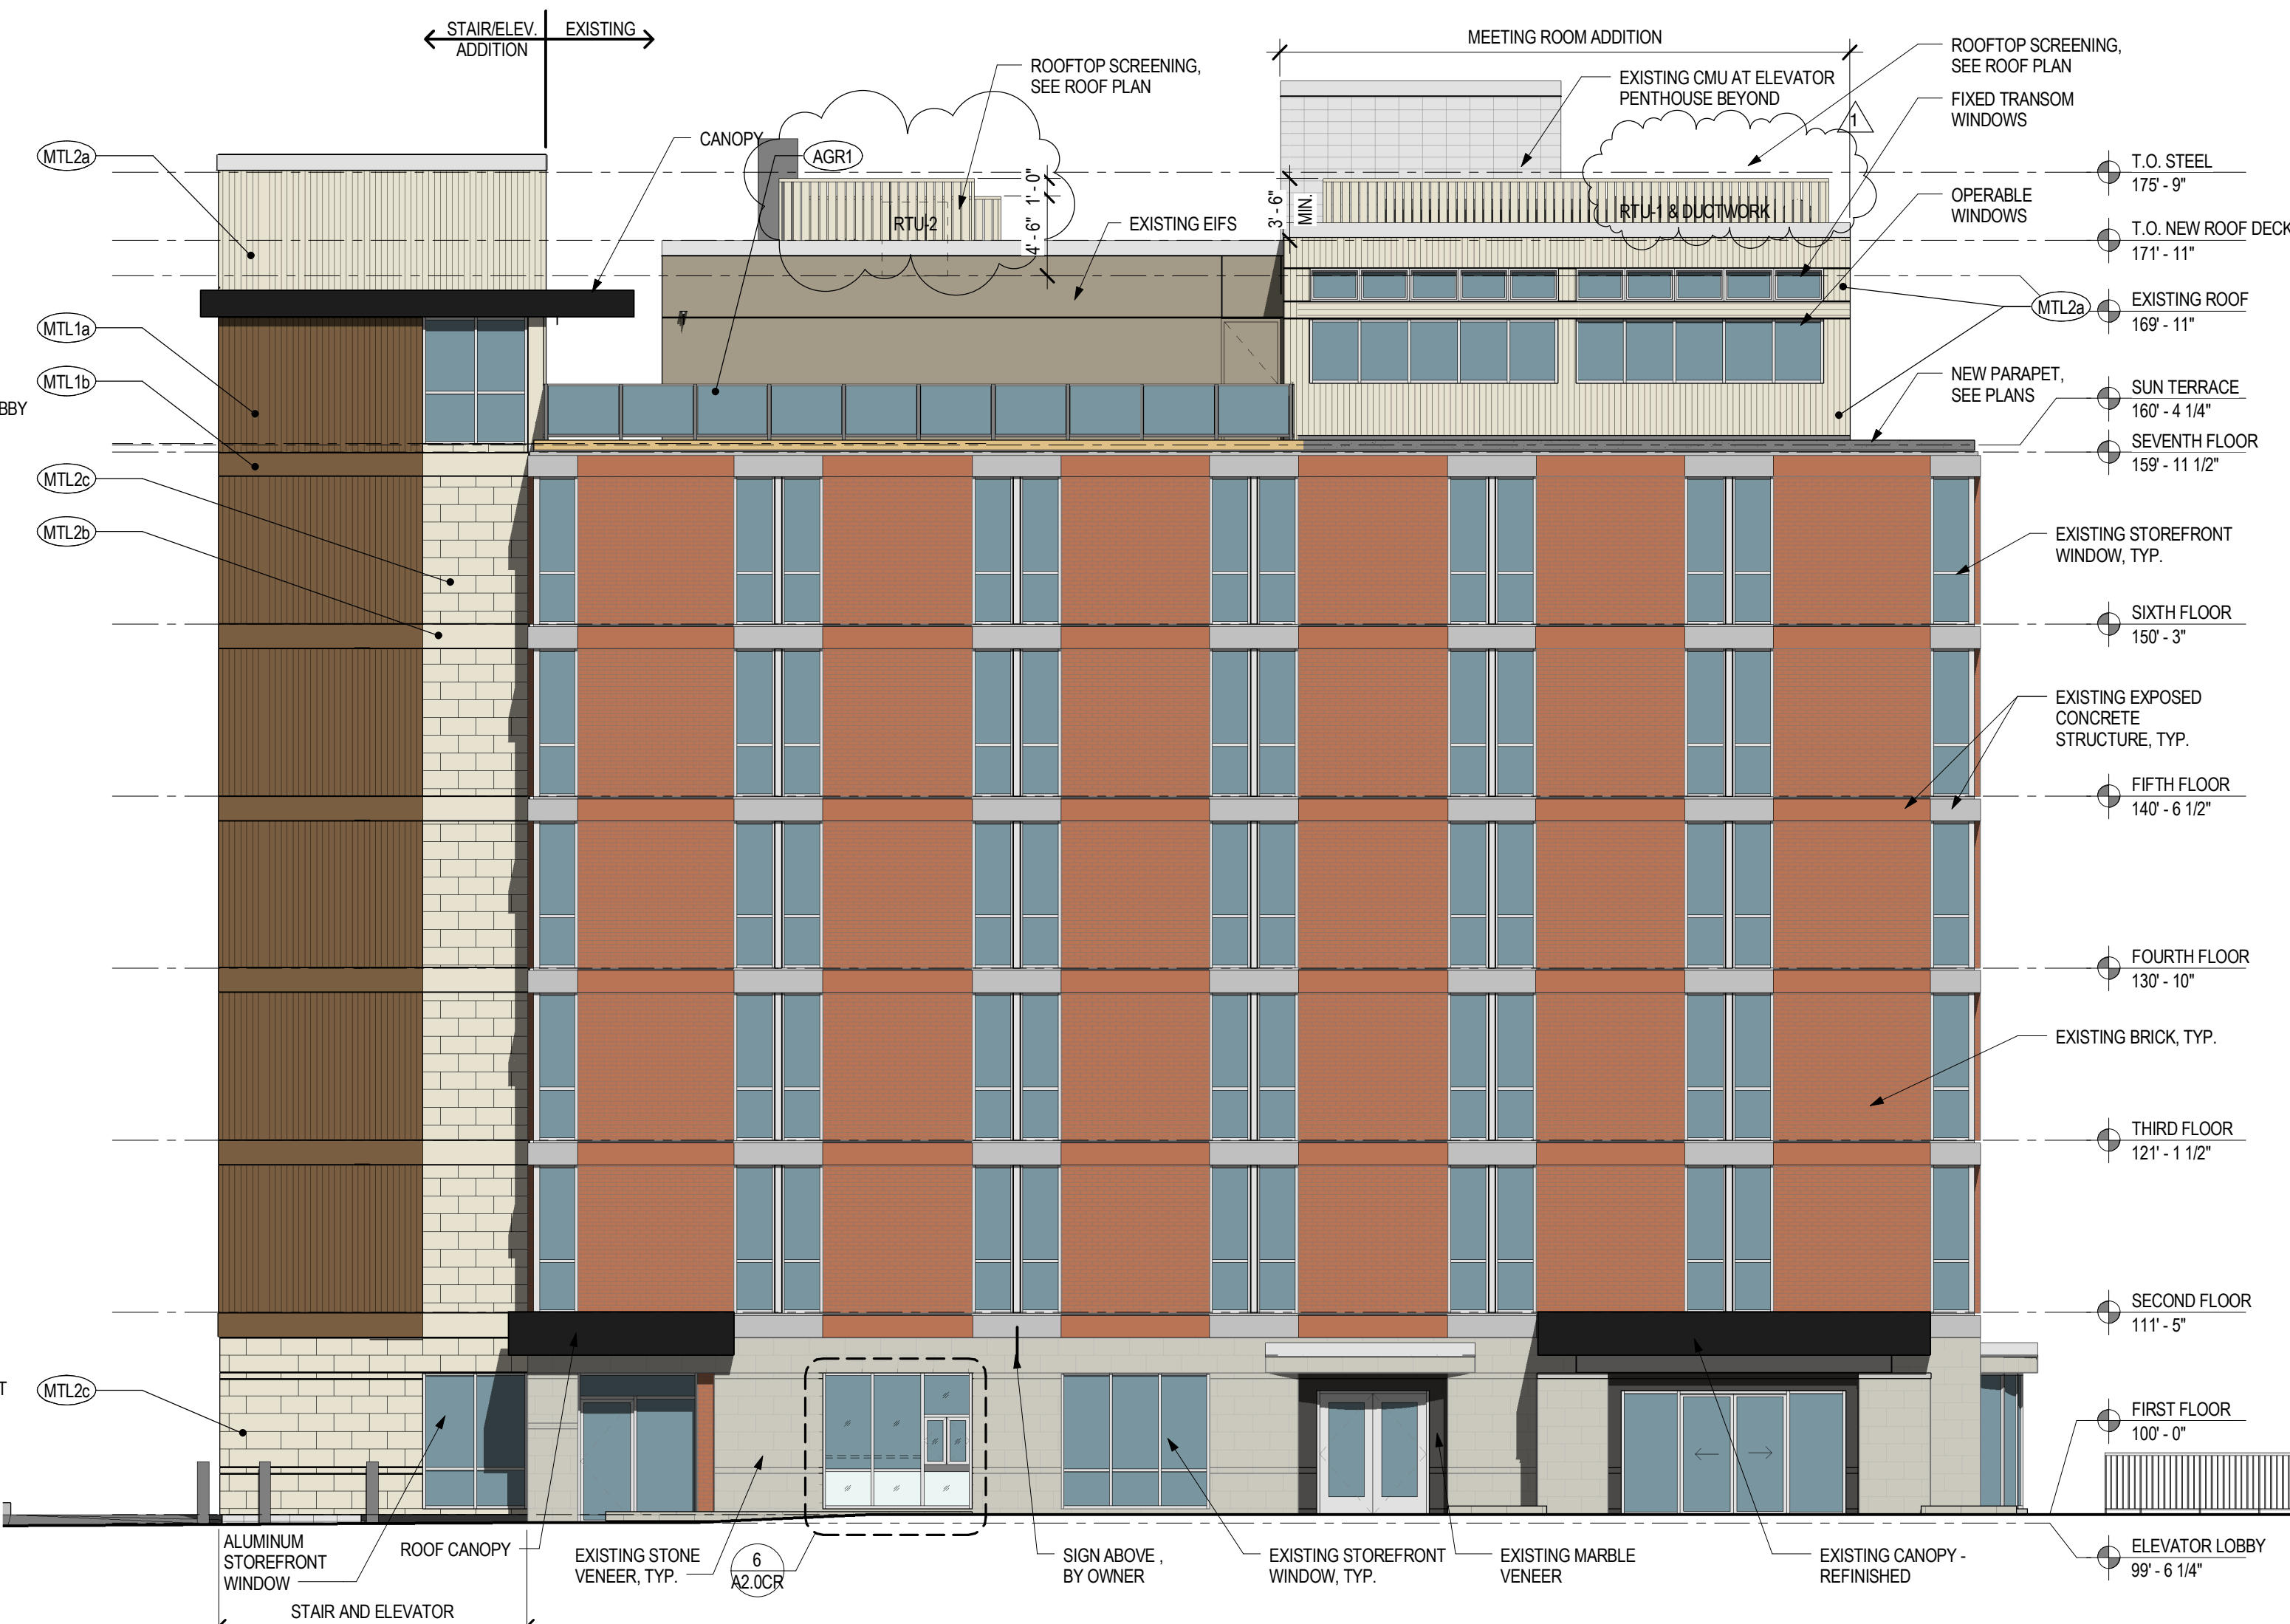 STAIR/ELEV.
ADDITION
EXISTING
MEETING ROOM ADDITION
ROOFTOP SCREENING,
SEE ROOF PLAN
ROOFTOP SCREENING,
SEE ROOF PLAN
EXISTING CMU AT ELEVATOR
PENTHOUSE BEYOND
FIXED TRANSOM
WINDOWS
1
CANOPY
MTL2a
AGR1
T.O. STEEL
175' - 9"
1' - 0"
4' - 6"
3' - 6"
MIN.
OPERABLE
WINDOWS
RTU-2
EXISTING EIFS
RTU-1 & DUCTWORK
T.O. NEW ROOF DECK
171' - 11"
MTL2a
EXISTING ROOF
169' - 11"
MTL1a
MTL1b
NEW PARAPET,
SEE PLANS
SUN TERRACE
160' - 4 1/4"
BBY
SEVENTH FLOOR
159' - 11 1/2"
MTL2c
MTL2b
EXISTING STOREFRONT
WINDOW, TYP.
SIXTH FLOOR
150' - 3"
EXISTING EXPOSED
CONCRETE
STRUCTURE, TYP.
FIFTH FLOOR
140' - 6 1/2"
FOURTH FLOOR
130' - 10"
EXISTING BRICK, TYP.
THIRD FLOOR
121' - 1 1/2"
SECOND FLOOR
111' - 5"
T
MTL2c
FIRST FLOOR
100' - 0"
ALUMINUM
STOREFRONT
WINDOW
ROOF CANOPY
EXISTING STONE
VENEER, TYP.
6
A2.0CR
SIGN ABOVE ,
BY OWNER
EXISTING STOREFRONT
WINDOW, TYP.
EXISTING MARBLE
VENEER
EXISTING CANOPY -
REFINISHED
ELEVATOR LOBBY
99' - 6 1/4"
STAIR AND ELEVATOR